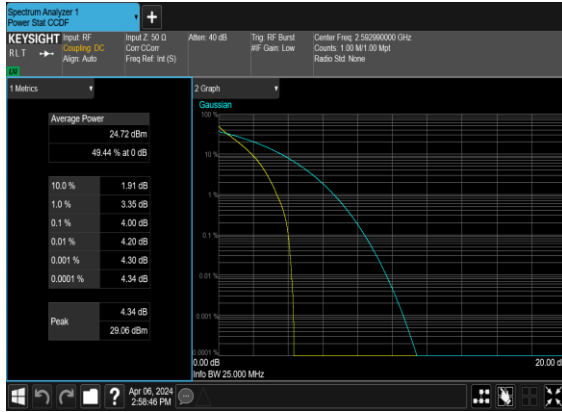 Spectrum Analyzer 1
Power Stat CCDF
KEYSIGHT
RLT
Input: RF
Coupling: DC
Align: Auto
Input Z: 50 Ω
Corr CCorr
Freq Ref: Int (S)
Atten: 40 dB
Trig: RF Burst
#IF Gain: Low
Center Freq: 2.592990000 GHz
Counts: 1.00 M/1.00 Mpt
Radio Std: None
1 Metrics
Average Power
24.72 dBm
49.44 % at 0 dB
10.0 % 1.91 dB
1.0 % 3.35 dB
0.1 % 4.00 dB
0.01 % 4.20 dB
0.001 % 4.30 dB
0.0001 % 4.34 dB
Peak
4.34 dB
29.06 dBm
2 Graph
Gaussian
100 %
10 %
1 %
0.1 %
0.01 %
0.001 %
0.0001 %
0.00 dB
20.00 d
Info BW 25.000 MHz
Apr 06, 2024
2:58:46 PM